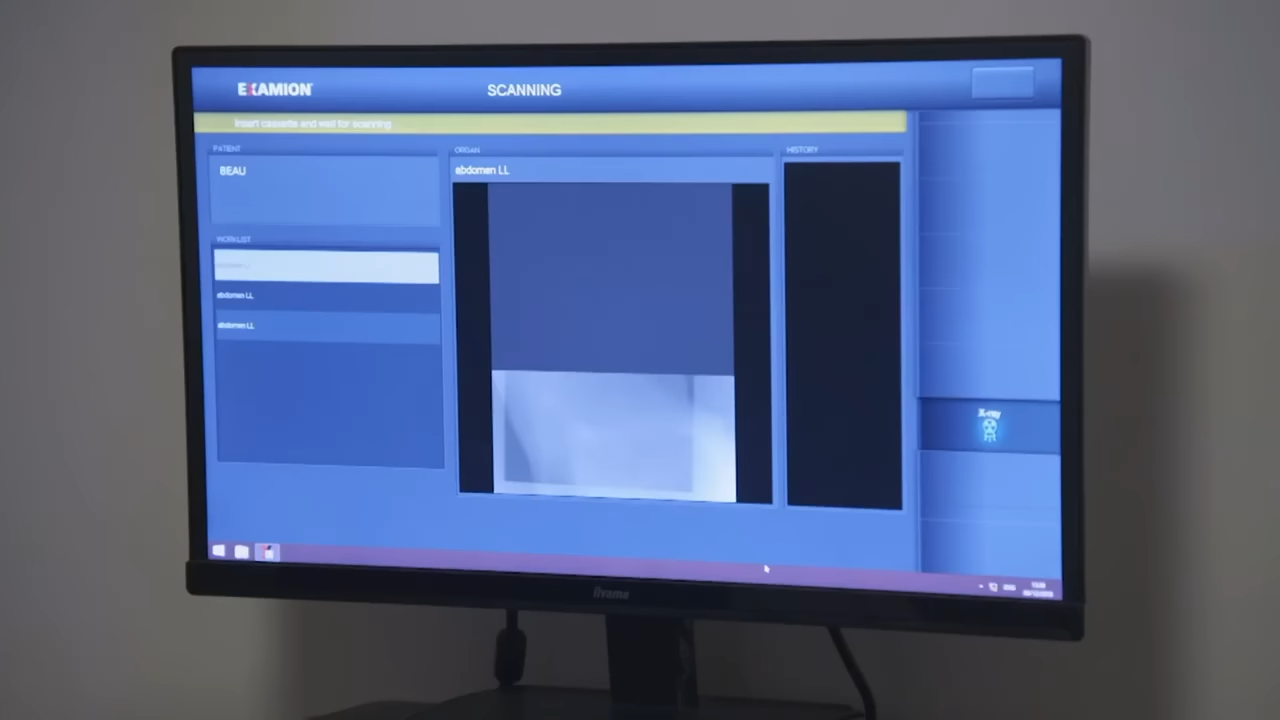 EXAMION
SCANNING
Insert cassette and wait for scanning
PATIENT
BEAU
WORKLIST
abdomen LL
abdomen LL
ORGAN
abdomen LL
HISTORY
X-ray
iiyama